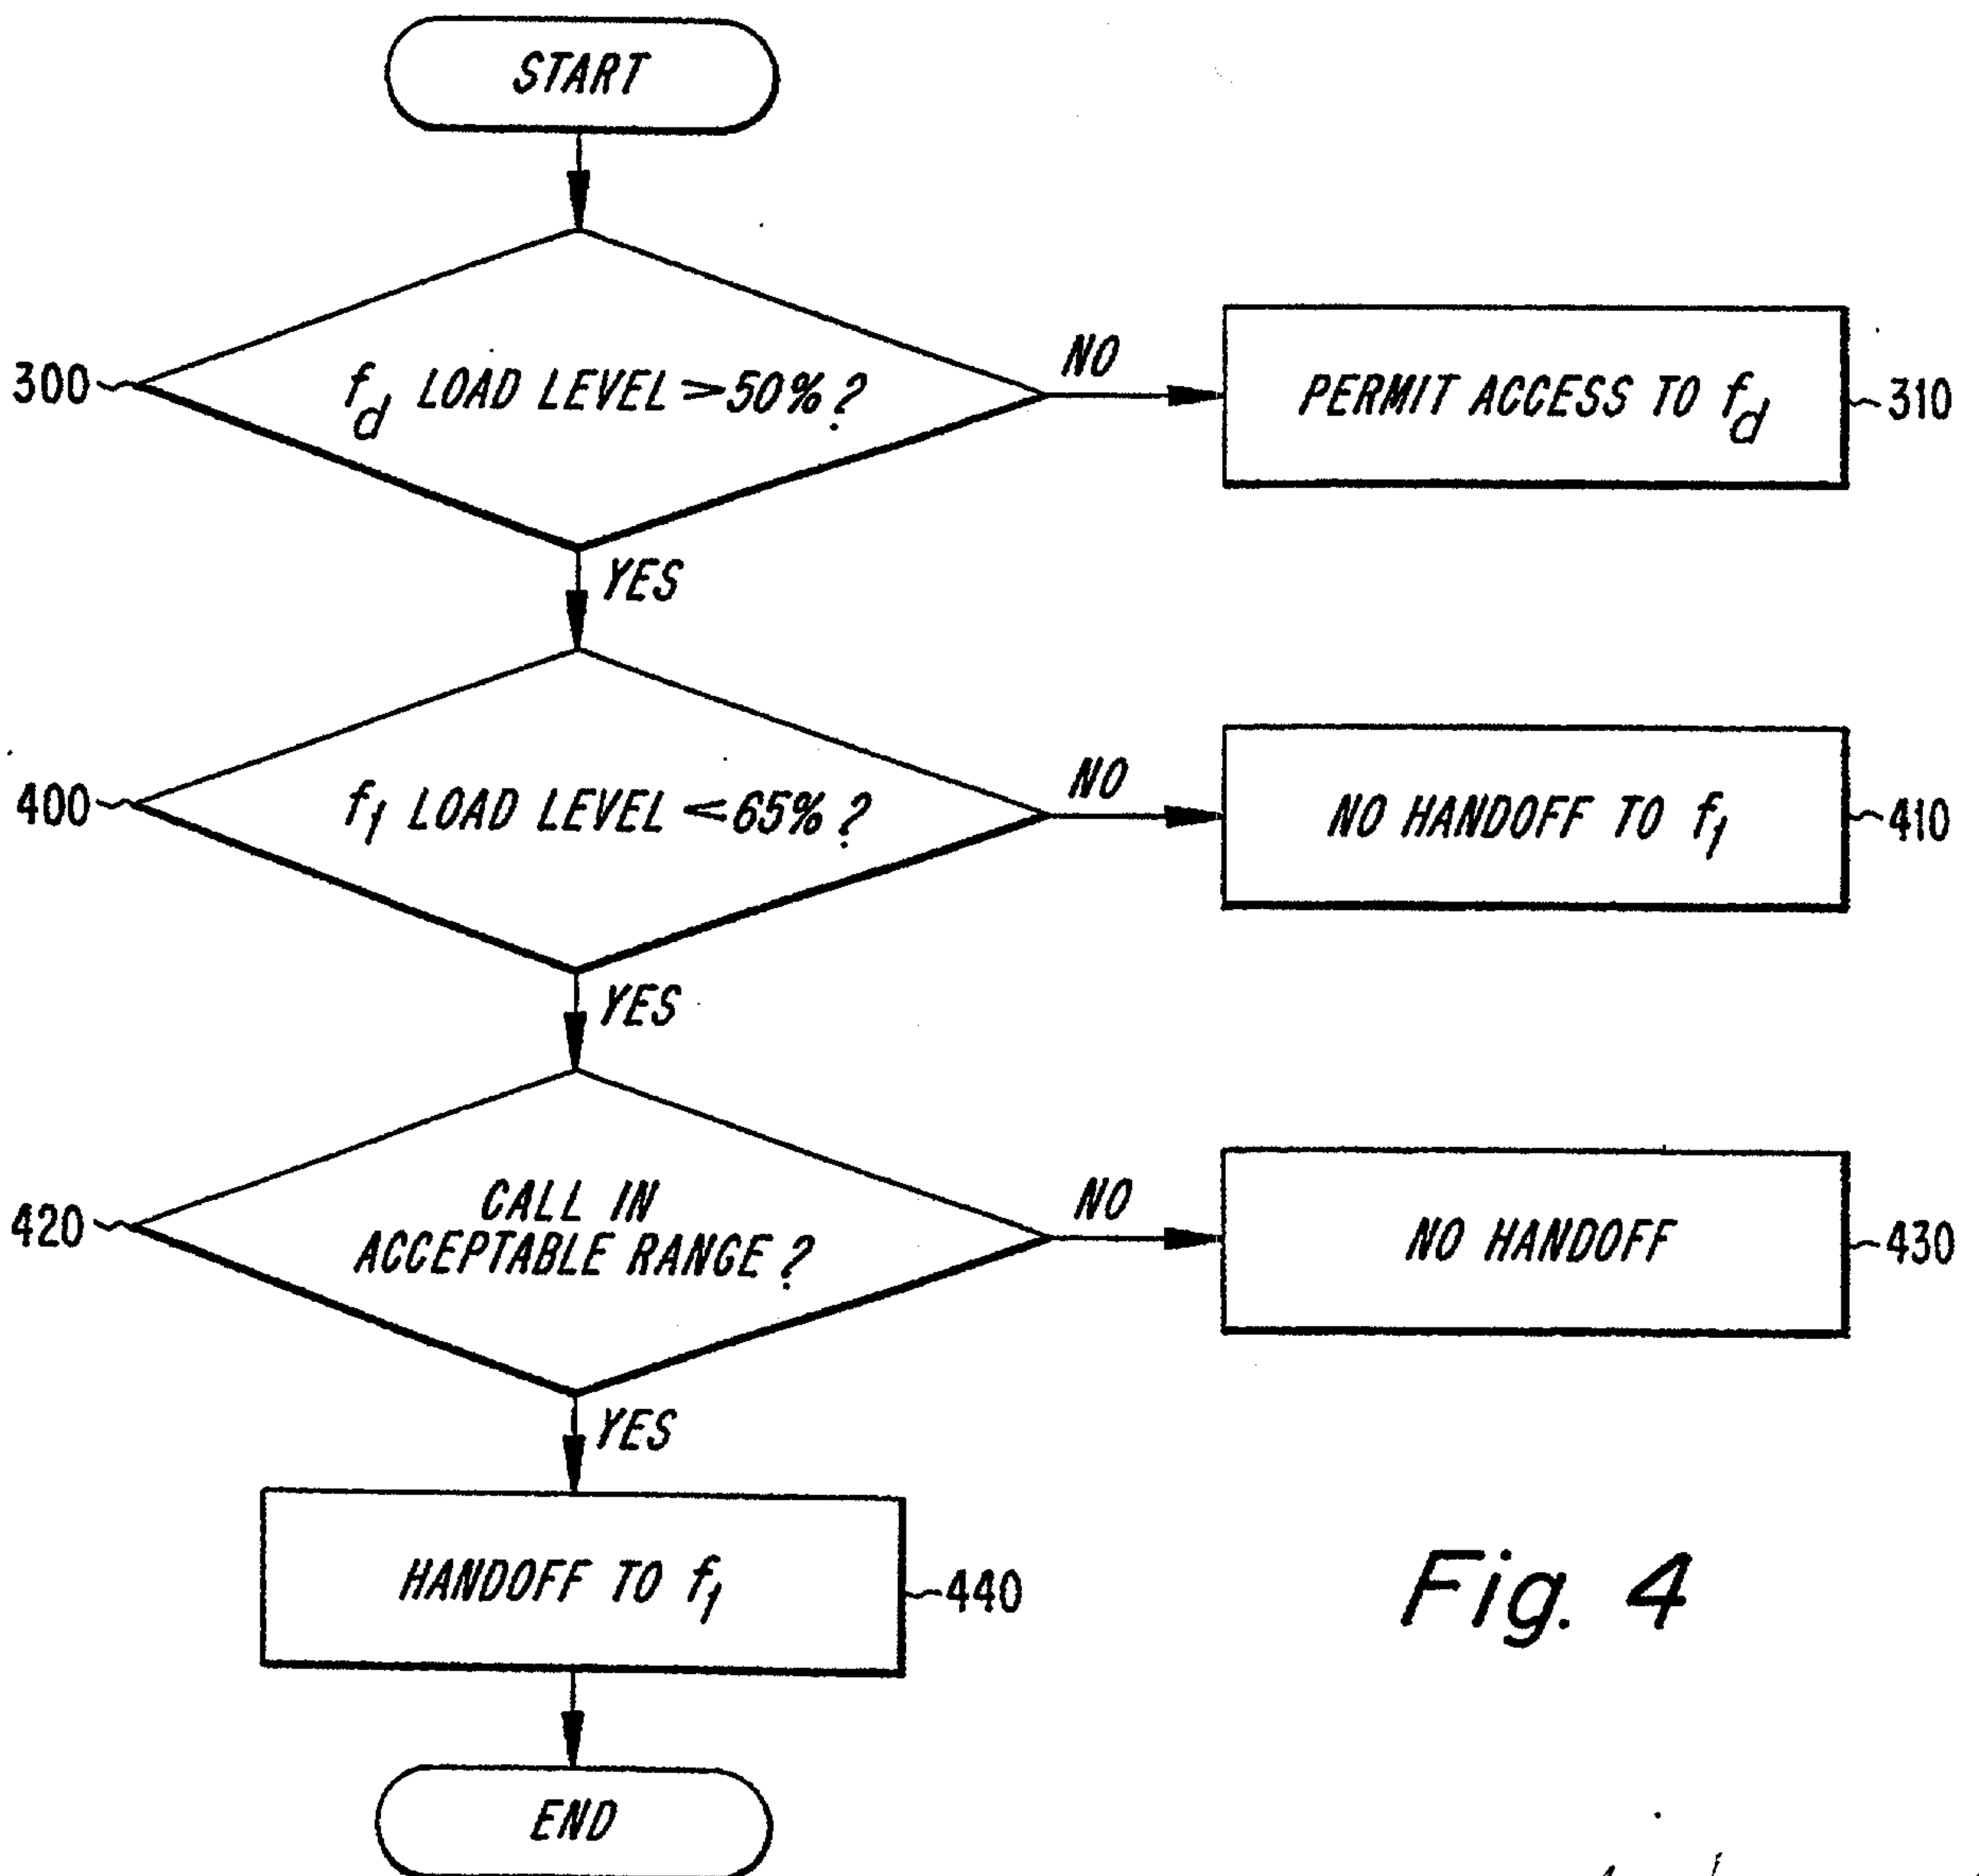 START
300
f_d LOAD LEVEL ≥50%?
NO
PERMIT ACCESS TO f_d
310
YES
400
f_1 LOAD LEVEL ≤65%?
NO
NO HANDOFF TO f_1
410
YES
420
CALL IN
ACCEPTABLE RANGE?
NO
NO HANDOFF
430
YES
HANDOFF TO f_1
440
Fig. 4
END